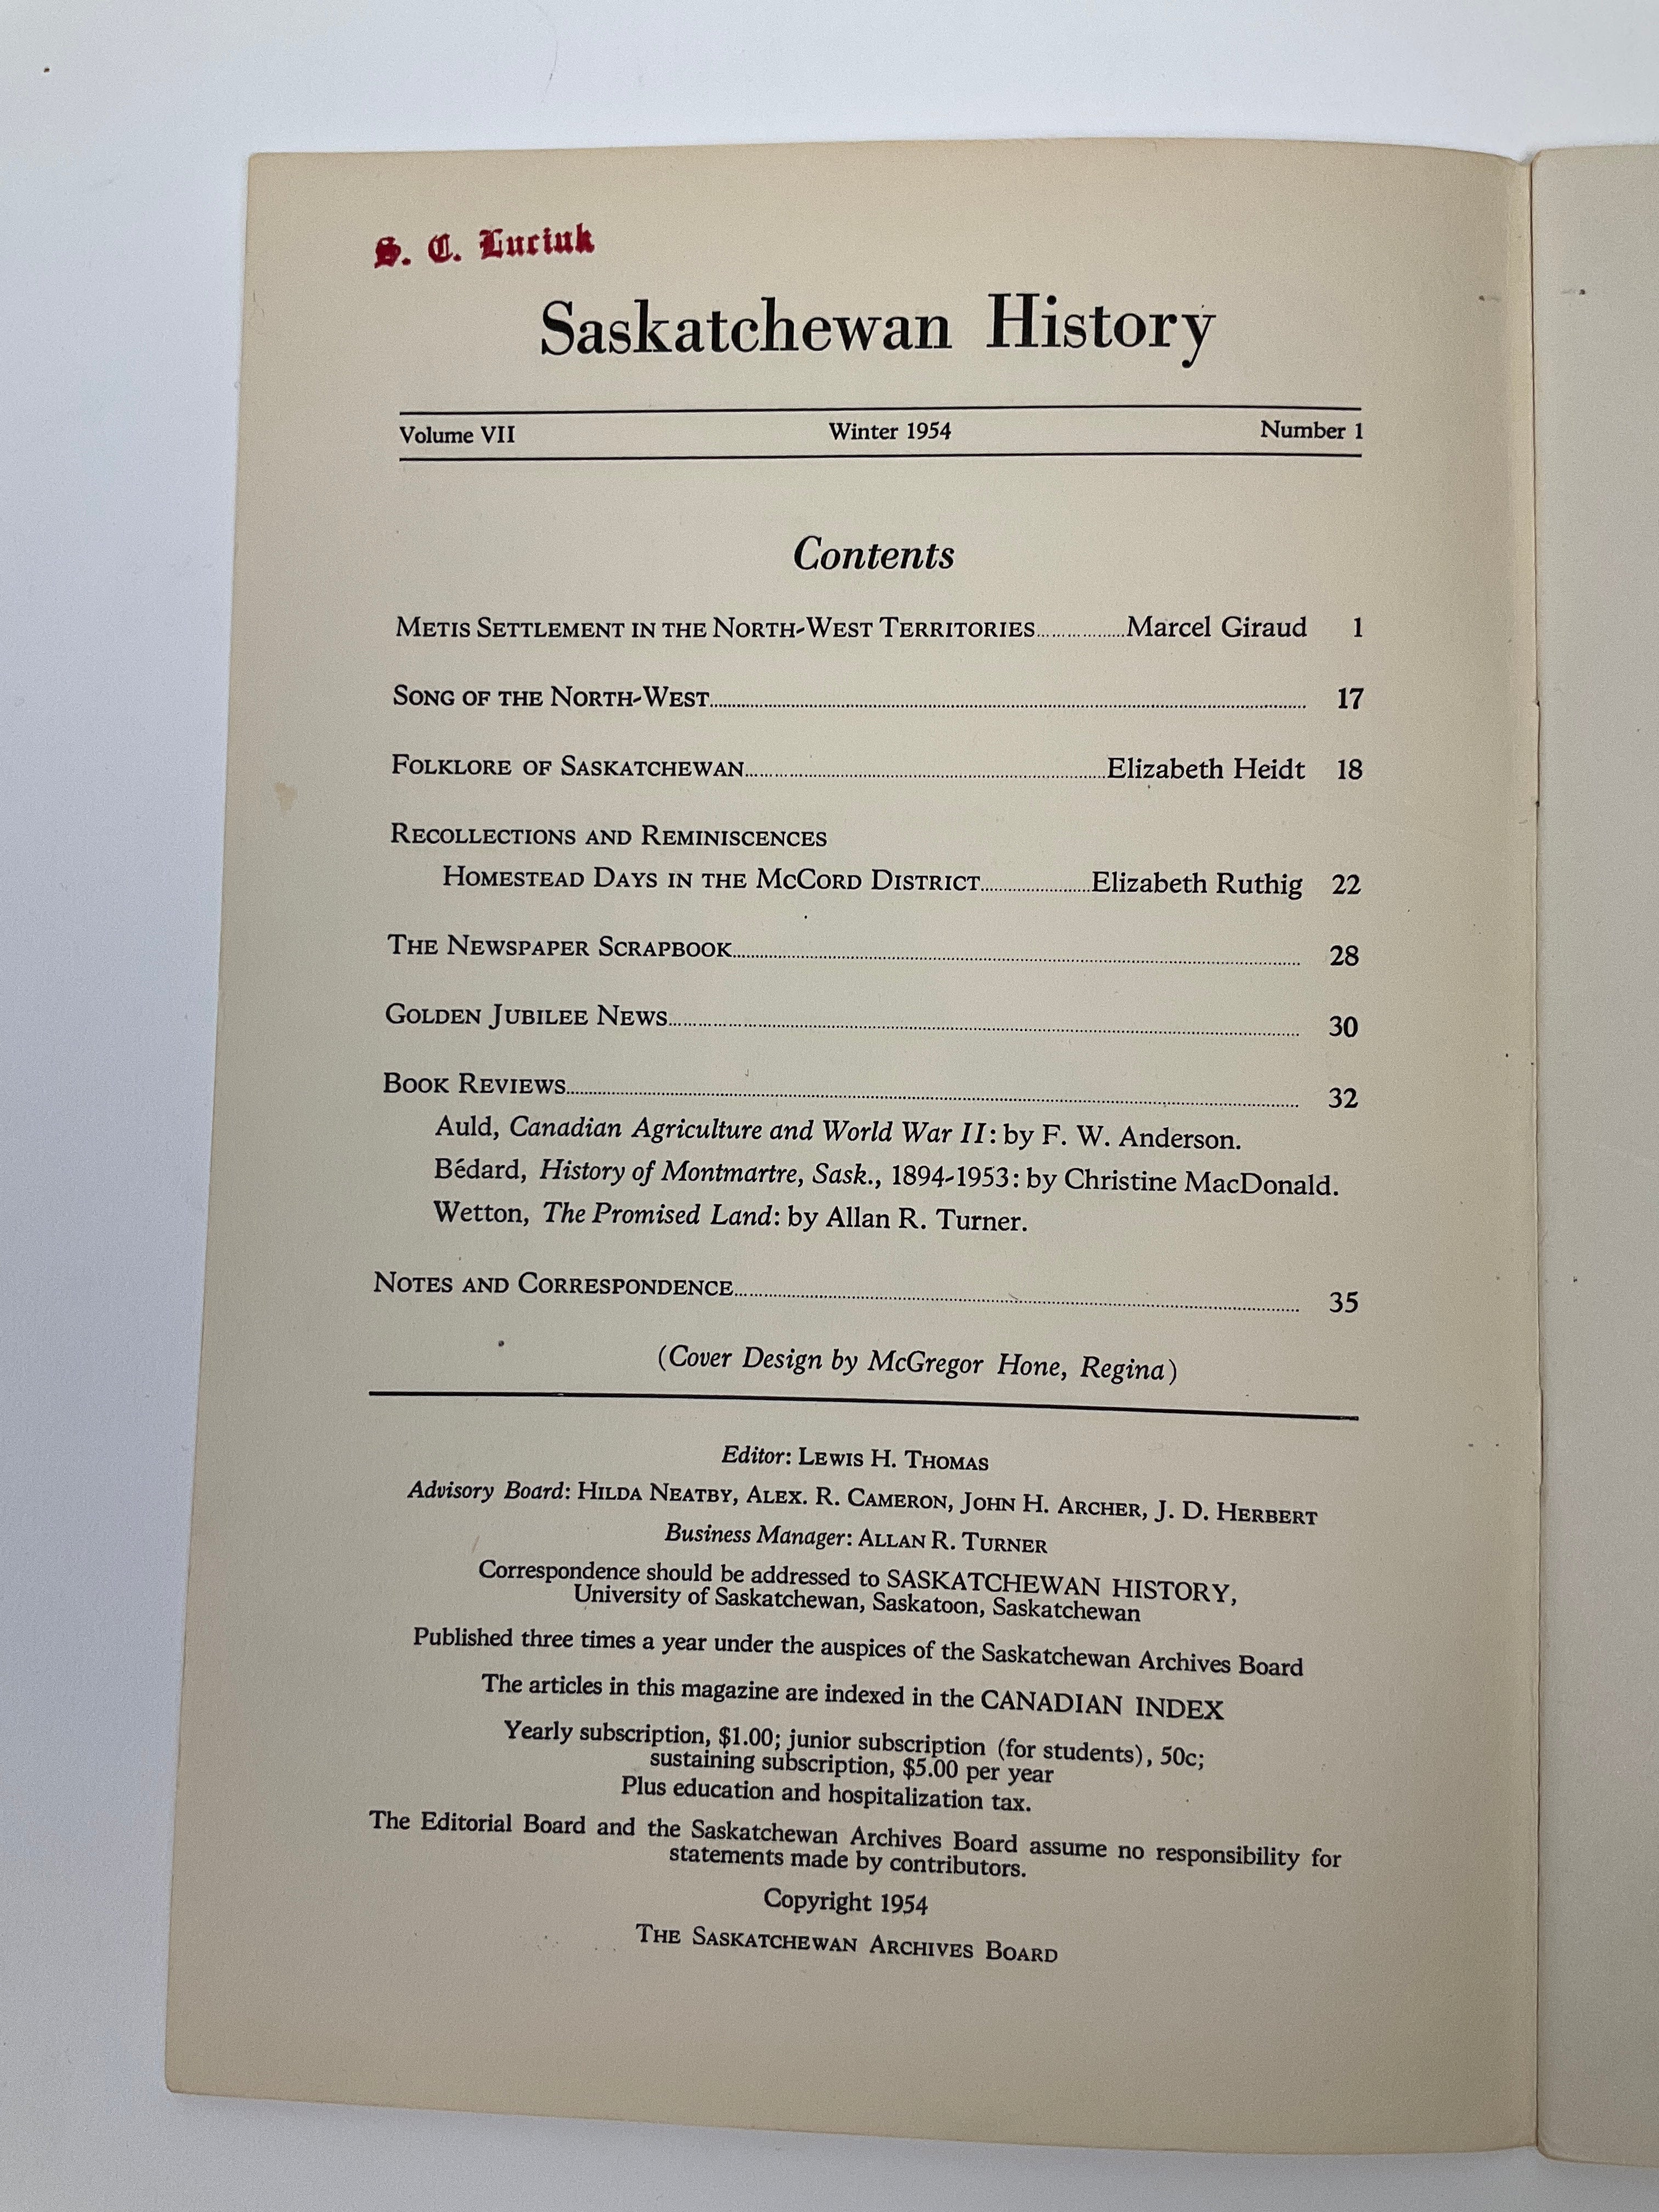 S. C. Luciuk
Saskatchewan History
Volume VII Winter 1954 Number 1
Contents
METIS SETTLEMENT IN THE NORTH-WEST TERRITORIES................Marcel Giraud 1
SONG OF THE NORTH-WEST................ 17
FOLKLORE OF SASKATCHEWAN................Elizabeth Heidt 18
RECOLLECTIONS AND REMINISCENCES
HOMESTEAD DAYS IN THE MCCORD DISTRICT................Elizabeth Ruthig 22
THE NEWSPAPER SCRAPBOOK................ 28
GOLDEN JUBILEE NEWS................ 30
BOOK REVIEWS................ 32
Auld, Canadian Agriculture and World War II: by F. W. Anderson.
Bédard, History of Montmartre, Sask., 1894-1953: by Christine MacDonald.
Wetton, The Promised Land: by Allan R. Turner.
NOTES AND CORRESPONDENCE................ 35
(Cover Design by McGregor Hone, Regina)
Editor: LEWIS H. THOMAS
Advisory Board: HILDA NEATBY, ALEX. R. CAMERON, JOHN H. ARCHER, J. D. HERBERT
Business Manager: ALLAN R. TURNER
Correspondence should be addressed to SASKATCHEWAN HISTORY,
University of Saskatchewan, Saskatoon, Saskatchewan
Published three times a year under the auspices of the Saskatchewan Archives Board
The articles in this magazine are indexed in the CANADIAN INDEX
Yearly subscription, $1.00; junior subscription (for students), 50c;
sustaining subscription, $5.00 per year
Plus education and hospitalization tax.
The Editorial Board and the Saskatchewan Archives Board assume no responsibility for
statements made by contributors.
Copyright 1954
THE SASKATCHEWAN ARCHIVES BOARD